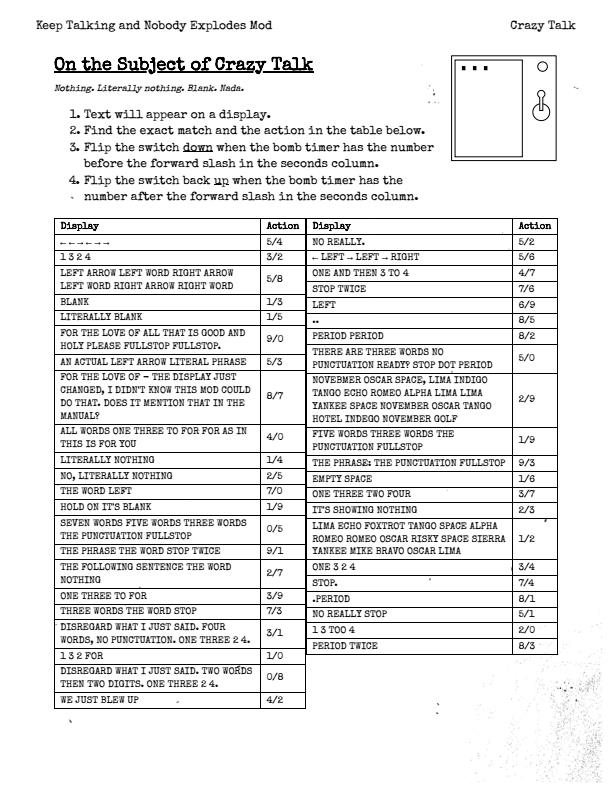 Keep Talking and Nobody Explodes Mod
Crazy Talk
On the Subject of Crazy Talk
Nothing. Literally nothing. Blank. Nada.
1. Text will appear on a display.
2. Find the exact match and the action in the table below.
3. Flip the switch down when the bomb timer has the number
before the forward slash in the seconds column.
4. Flip the switch back up when the bomb timer has the
number after the forward slash in the seconds column.
Display Action
←←→←→→ 5/4
1 3 2 4 3/2
LEFT ARROW LEFT WORD RIGHT ARROW
LEFT WORD RIGHT ARROW RIGHT WORD 5/8
BLANK 1/3
LITERALLY BLANK 1/5
FOR THE LOVE OF ALL THAT IS GOOD AND
HOLY PLEASE FULLSTOP FULLSTOP. 9/0
AN ACTUAL LEFT ARROW LITERAL PHRASE 5/3
FOR THE LOVE OF - THE DISPLAY JUST
CHANGED, I DIDN'T KNOW THIS MOD COULD
DO THAT. DOES IT MENTION THAT IN THE
MANUAL? 8/7
ALL WORDS ONE THREE TO FOR FOR AS IN
THIS IS FOR YOU 4/0
LITERALLY NOTHING 1/4
NO, LITERALLY NOTHING 2/5
THE WORD LEFT 7/0
HOLD ON IT'S BLANK 1/9
SEVEN WORDS FIVE WORDS THREE WORDS
THE PUNCTUATION FULLSTOP 0/5
THE PHRASE THE WORD STOP TWICE 9/1
THE FOLLOWING SENTENCE THE WORD
NOTHING 2/7
ONE THREE TO FOR 3/9
THREE WORDS THE WORD STOP 7/3
DISREGARD WHAT I JUST SAID. FOUR
WORDS, NO PUNCTUATION. ONE THREE 2 4. 3/1
1 3 2 FOR 1/0
DISREGARD WHAT I JUST SAID. TWO WORDS
THEN TWO DIGITS. ONE THREE 2 4. 0/8
WE JUST BLEW UP 4/2
Display Action
NO REALLY. 5/2
← LEFT → LEFT → RIGHT 5/6
ONE AND THEN 3 TO 4 4/7
STOP TWICE 7/6
LEFT 6/9
.. 8/5
PERIOD PERIOD 8/2
THERE ARE THREE WORDS NO
PUNCTUATION READY? STOP DOT PERIOD 5/0
NOVEBMER OSCAR SPACE, LIMA INDIGO
TANGO ECHO ROMEO ALPHA LIMA LIMA
YANKEE SPACE NOVEMBER OSCAR TANGO
HOTEL INDEGO NOVEMBER GOLF 2/9
FIVE WORDS THREE WORDS THE
PUNCTUATION FULLSTOP 1/9
THE PHRASE: THE PUNCTUATION FULLSTOP 9/3
EMPTY SPACE 1/6
ONE THREE TWO FOUR 3/7
IT'S SHOWING NOTHING 2/3
LIMA ECHO FOXTROT TANGO SPACE ALPHA
ROMEO ROMEO OSCAR RISKY SPACE SIERRA
YANKEE MIKE BRAVO OSCAR LIMA 1/2
ONE 3 2 4 3/4
STOP. 7/4
.PERIOD 8/1
NO REALLY STOP 5/1
1 3 TOO 4 2/0
PERIOD TWICE 8/3